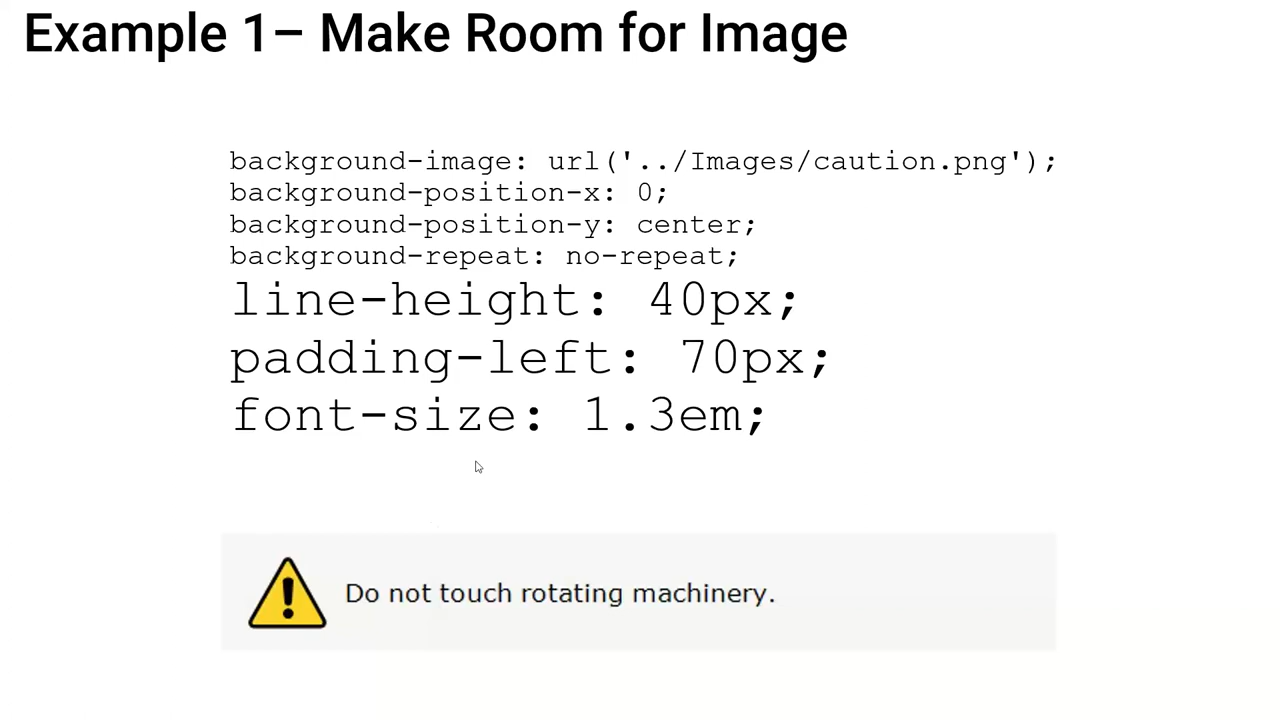 Example 1– Make Room for Image
background-image: url('../Images/caution.png');
background-position-x: 0;
background-position-y: center;
background-repeat: no-repeat;
line-height: 40px;
padding-left: 70px;
font-size: 1.3em;
Do not touch rotating machinery.